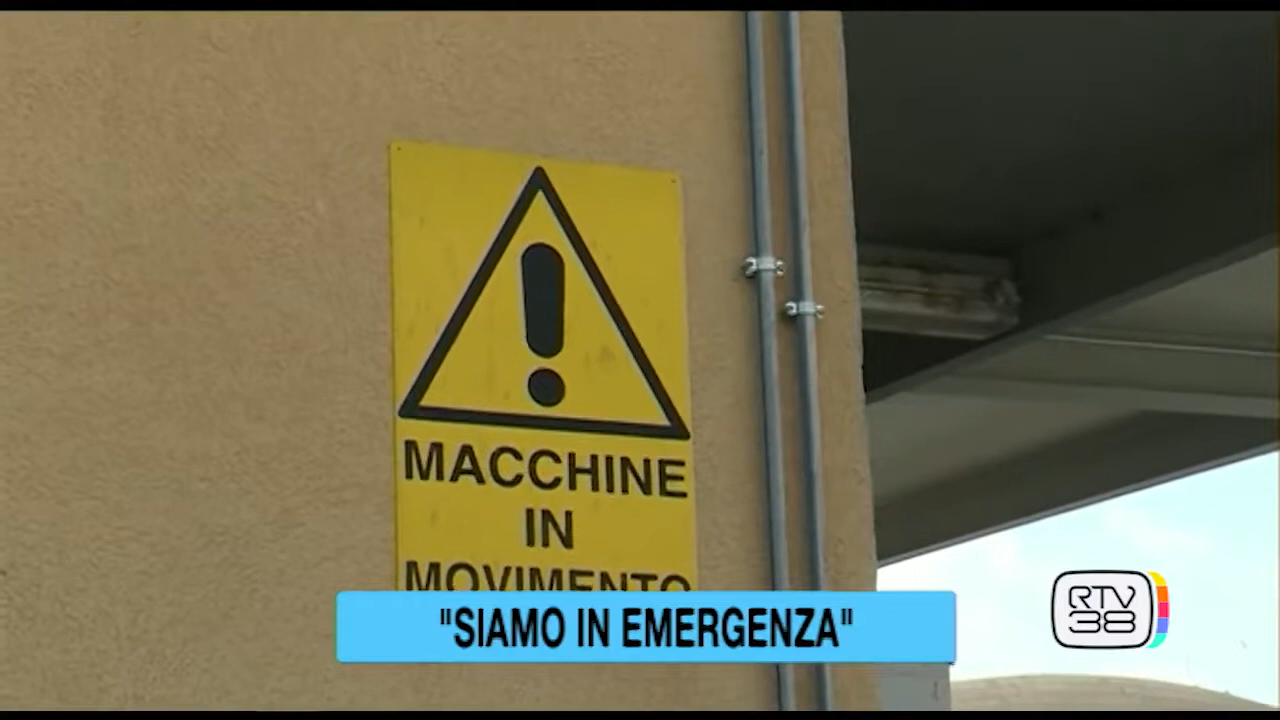 MACCHINE
IN
MOVIMENTO
"SIAMO IN EMERGENZA"
RTV
38